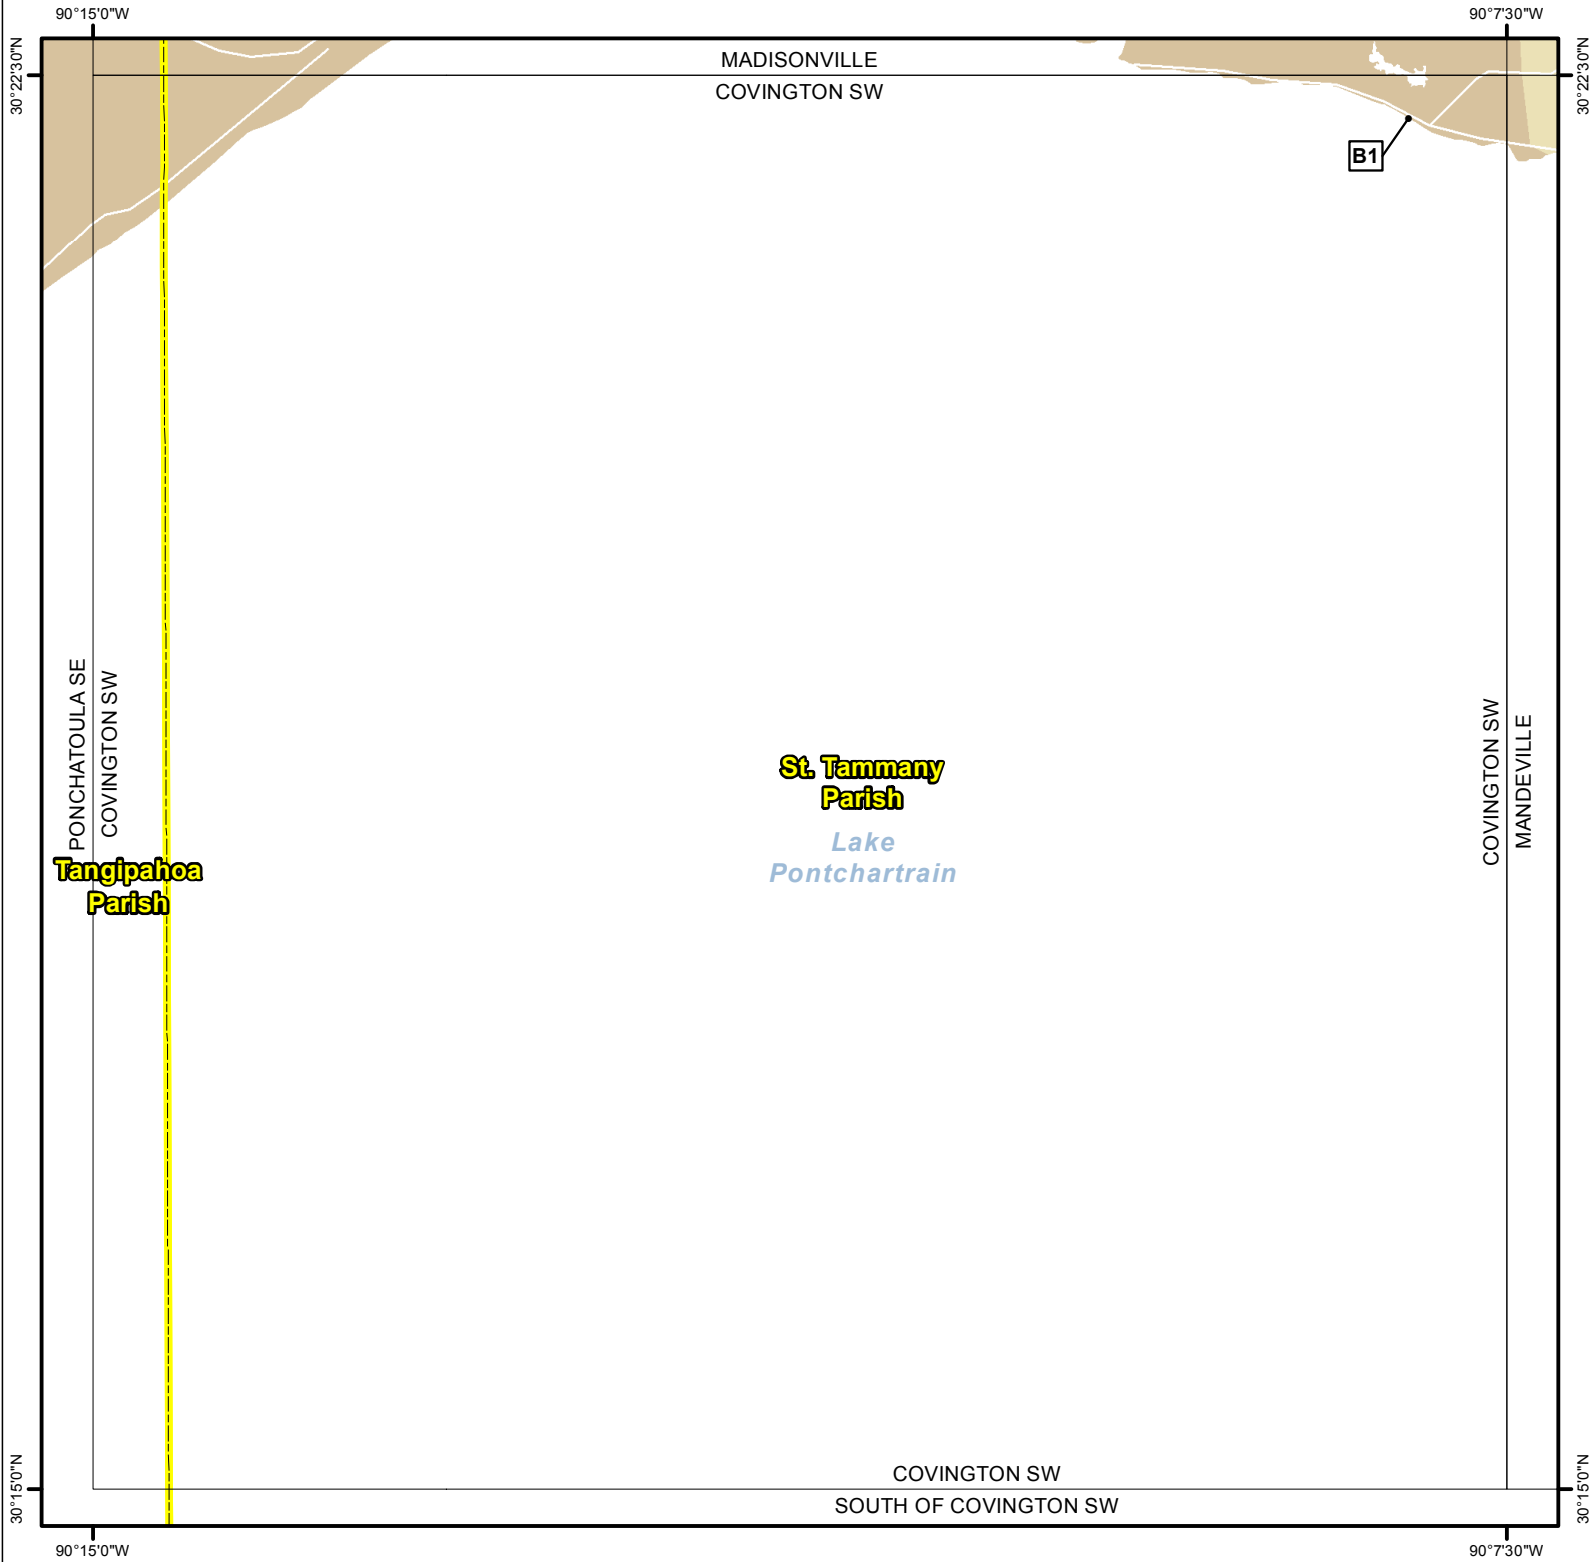 90°15'0"W
90°7'30"W
30°22'30"N
30°22'30"N
MADISONVILLE
COVINGTON SW
B1
PONCHATOULA SE
COVINGTON SW
COVINGTON SW
MANDEVILLE
St. Tammany
Parish
Lake
Pontchartrain
Tangipahoa
Parish
COVINGTON SW
SOUTH OF COVINGTON SW
30°15'0"N
30°15'0"N
90°15'0"W
90°7'30"W